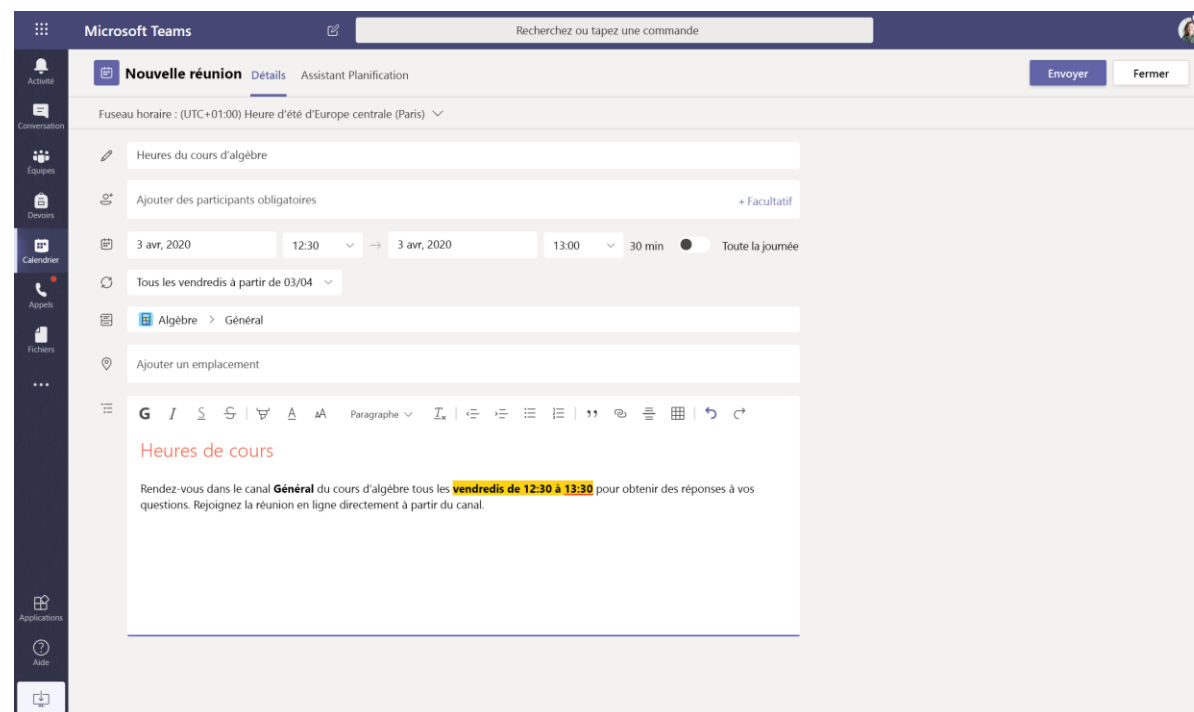 Microsoft Teams
Recherchez ou tapez une commande
Activité
Nouvelle réunion Détails Assistant Planification
Envoyer Fermer
Conversation
Fuseau horaire : (UTC+01:00) Heure d'été d'Europe centrale (Paris)
Équipes
Heures du cours d'algèbre
Devoirs
Ajouter des participants obligatoires + Facultatif
Calendrier
3 avr, 2020 12:30 → 3 avr, 2020 13:00 30 min Toute la journée
Appels
Tous les vendredis à partir de 03/04
Algèbre > Général
Fichiers
Ajouter un emplacement
G I S S A AA Paragraphe Tx
Heures de cours
Rendez-vous dans le canal Général du cours d'algèbre tous les vendredis de 12:30 à 13:30 pour obtenir des réponses à vos
questions. Rejoignez la réunion en ligne directement à partir du canal.
Applications
Aide